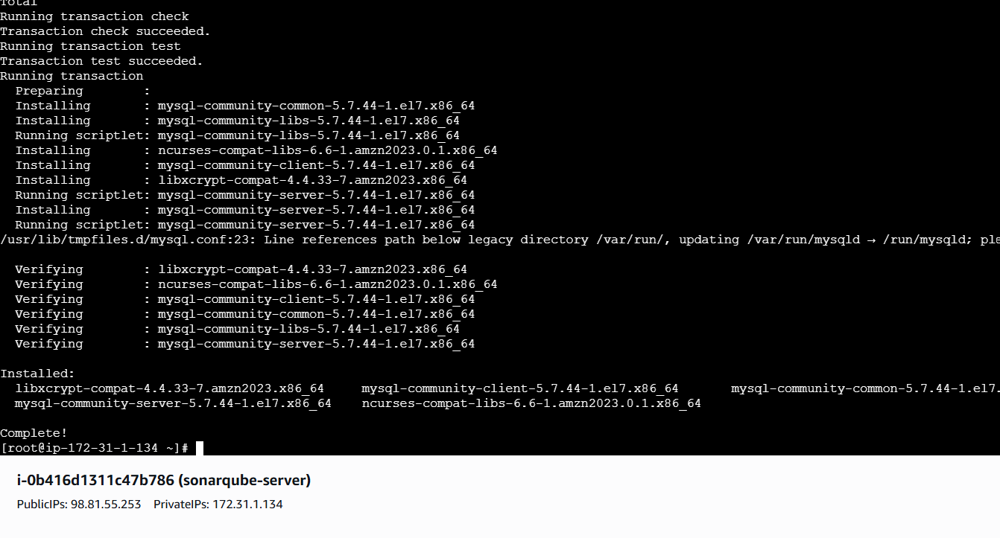 Total
Running transaction check
Transaction check succeeded.
Running transaction test
Transaction test succeeded.
Running transaction
  Preparing        :
  Installing       : mysql-community-common-5.7.44-1.el7.x86_64
  Installing       : mysql-community-libs-5.7.44-1.el7.x86_64
  Running scriptlet: mysql-community-libs-5.7.44-1.el7.x86_64
  Installing       : ncurses-compat-libs-6.6-1.amzn2023.0.1.x86_64
  Installing       : mysql-community-client-5.7.44-1.el7.x86_64
  Installing       : libxcrypt-compat-4.4.33-7.amzn2023.x86_64
  Running scriptlet: mysql-community-server-5.7.44-1.el7.x86_64
  Installing       : mysql-community-server-5.7.44-1.el7.x86_64
  Running scriptlet: mysql-community-server-5.7.44-1.el7.x86_64
/usr/lib/tmpfiles.d/mysql.conf:23: Line references path below legacy directory /var/run/, updating /var/run/mysqld → /run/mysqld; ple
  Verifying        : libxcrypt-compat-4.4.33-7.amzn2023.x86_64
  Verifying        : ncurses-compat-libs-6.6-1.amzn2023.0.1.x86_64
  Verifying        : mysql-community-client-5.7.44-1.el7.x86_64
  Verifying        : mysql-community-common-5.7.44-1.el7.x86_64
  Verifying        : mysql-community-libs-5.7.44-1.el7.x86_64
  Verifying        : mysql-community-server-5.7.44-1.el7.x86_64
Installed:
  libxcrypt-compat-4.4.33-7.amzn2023.x86_64     mysql-community-client-5.7.44-1.el7.x86_64       mysql-community-common-5.7.44-1.el7.
  mysql-community-server-5.7.44-1.el7.x86_64    ncurses-compat-libs-6.6-1.amzn2023.0.1.x86_64
Complete!
[root@ip-172-31-1-134 ~]#
i-0b416d1311c47b786 (sonarqube-server)
PublicIPs: 98.81.55.253 PrivateIPs: 172.31.1.134